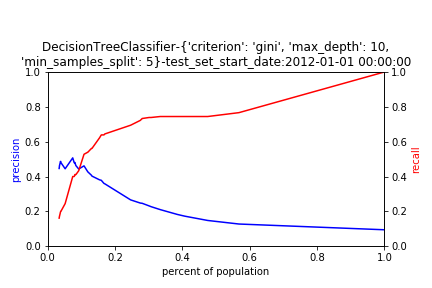 DecisionTreeClassifier-{'criterion': 'gini', 'max_depth': 10,
'min_samples_split': 5}-test_set_start_date:2012-01-01 00:00:00
1.0
0.8
0.6
0.4
0.2
0.0
precision
1.0
0.8
0.6
0.4
0.2
0.0
recall
0.0 0.2 0.4 0.6 0.8 1.0
percent of population